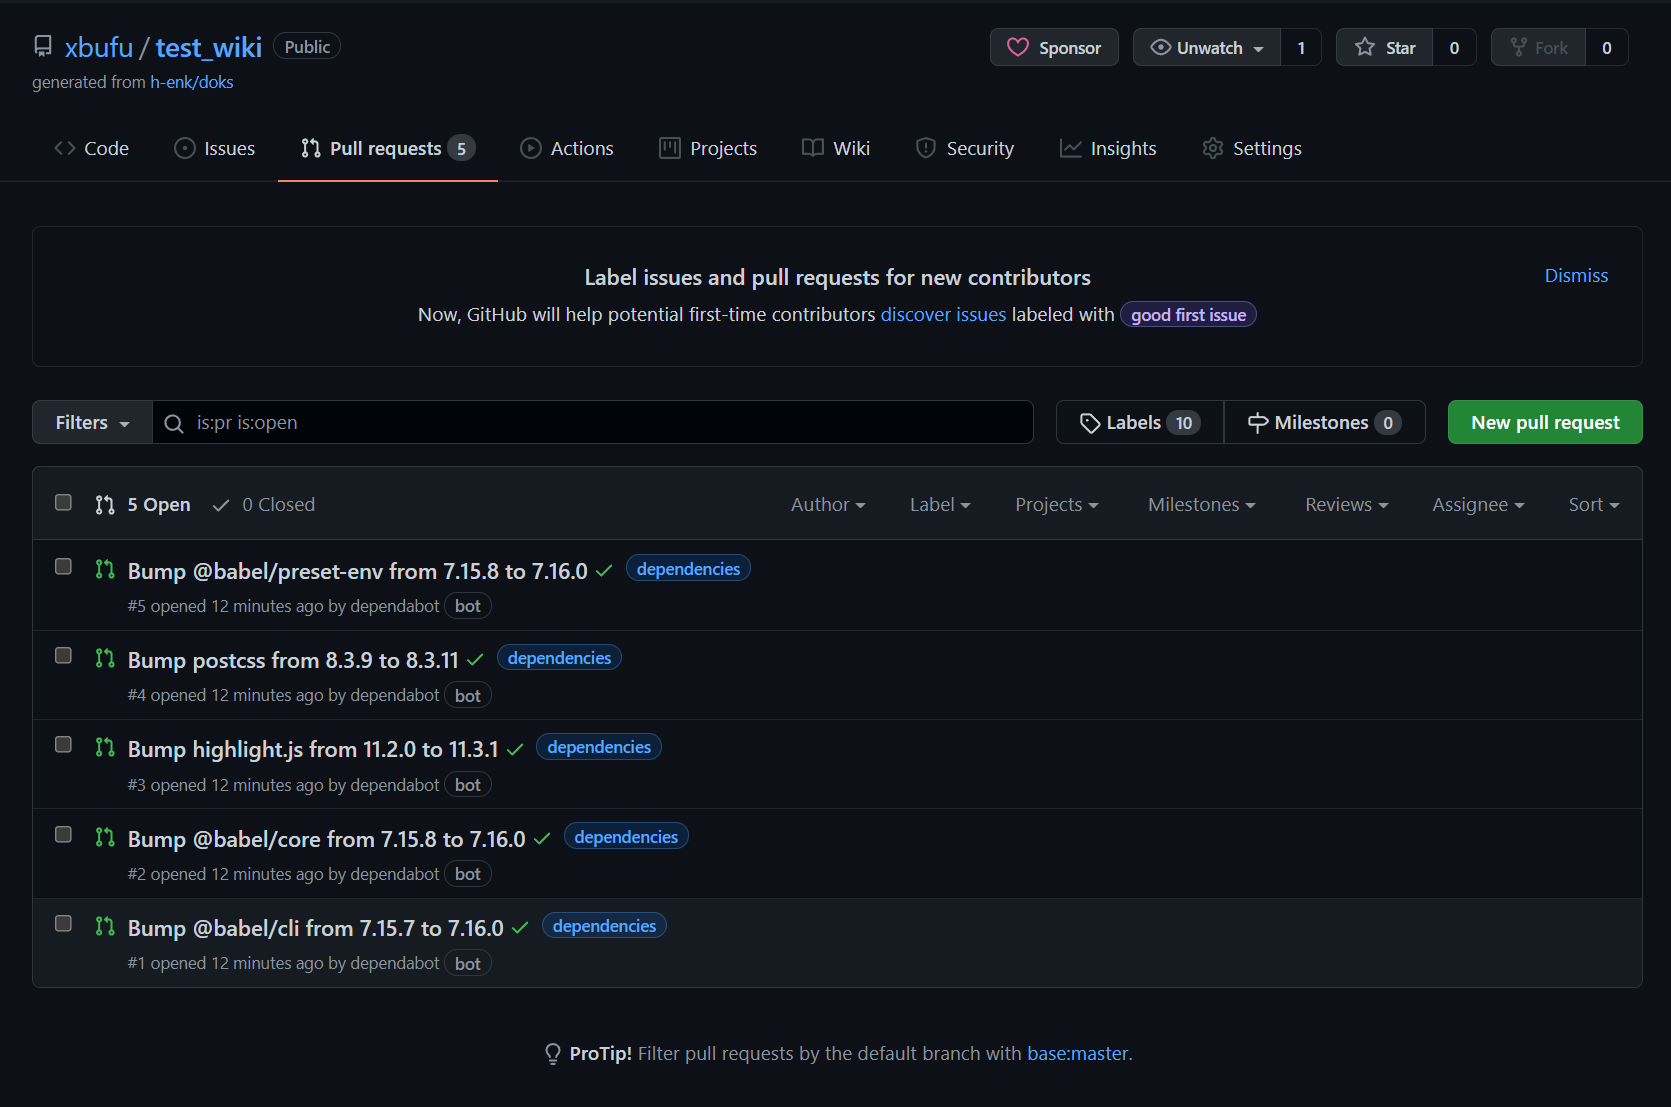 xbufu / test_wiki Public
Sponsor Unwatch 1 Star 0 Fork 0
generated from h-enk/doks
Code Issues Pull requests 5 Actions Projects Wiki Security Insights Settings
Label issues and pull requests for new contributors
Dismiss
Now, GitHub will help potential first-time contributors discover issues labeled with good first issue
Filters is:pr is:open Labels 10 Milestones 0 New pull request
5 Open 0 Closed Author Label Projects Milestones Reviews Assignee Sort
Bump @babel/preset-env from 7.15.8 to 7.16.0 dependencies
#5 opened 12 minutes ago by dependabot bot
Bump postcss from 8.3.9 to 8.3.11 dependencies
#4 opened 12 minutes ago by dependabot bot
Bump highlight.js from 11.2.0 to 11.3.1 dependencies
#3 opened 12 minutes ago by dependabot bot
Bump @babel/core from 7.15.8 to 7.16.0 dependencies
#2 opened 12 minutes ago by dependabot bot
Bump @babel/cli from 7.15.7 to 7.16.0 dependencies
#1 opened 12 minutes ago by dependabot bot
ProTip! Filter pull requests by the default branch with base:master.